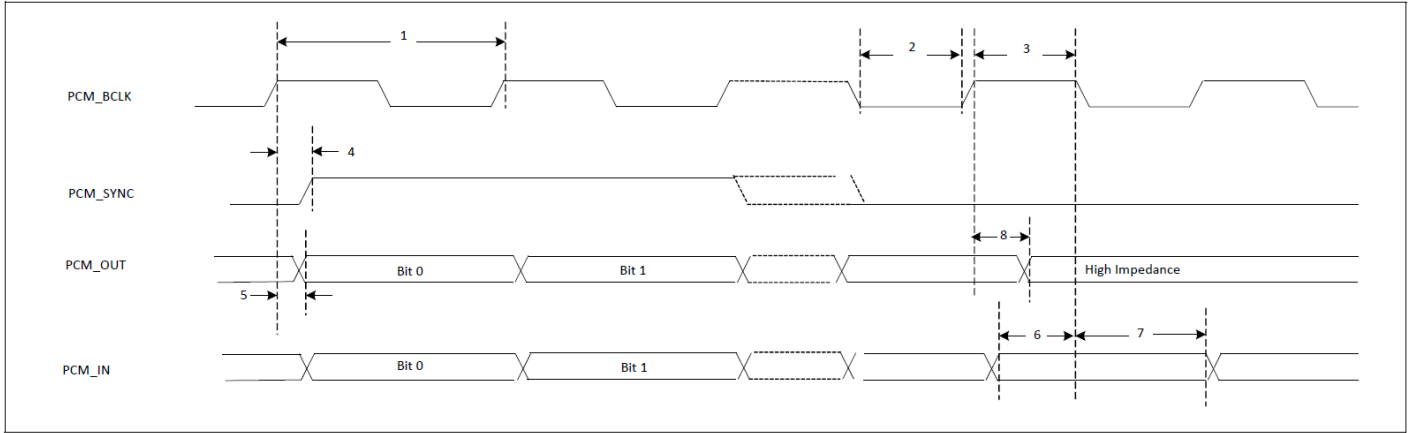 1
2
3
PCM_BCLK
4
PCM_SYNC
8
PCM_OUT
Bit 0
Bit 1
High Impedance
5
6
7
PCM_IN
Bit 0
Bit 1